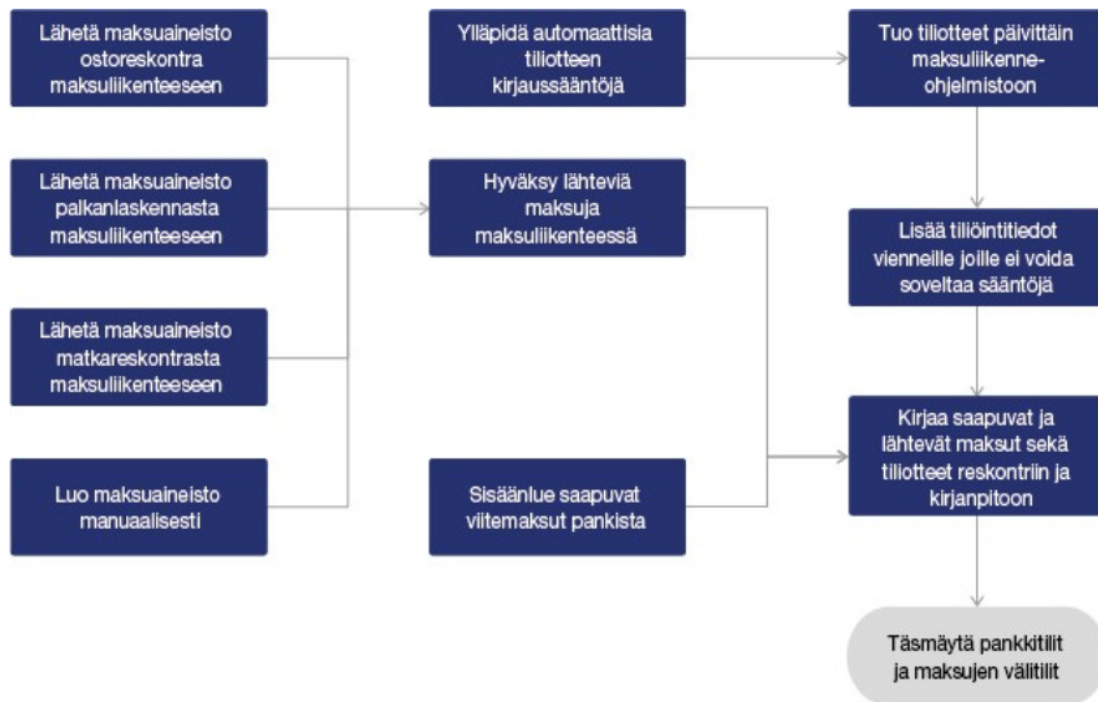 Lähetä maksuaineisto
ostoreskontra
maksuliikenteeseen
Ylläpidä automaattisia
tiliotteen
kirjaussääntöjä
Tuo tiliotteet päivittäin
maksuliikenne-
ohjelmistoon
Lähetä maksuaineisto
palkanlaskennasta
maksuliikenteeseen
Hyväksy lähteviä
maksuja
maksuliikenteessä
Lisää tiliöintitiedot
vienneille joille ei voida
soveltaa sääntöjä
Lähetä maksuaineisto
matkareskontrasta
maksuliikenteeseen
Luo maksuaineisto
manuaalisesti
Sisäänlue saapuvat
viitemaksut pankista
Kirjaa saapuvat ja
lähtevät maksut sekä
tiliotteet reskontriin ja
kirjanpitoon
Täsmäytä pankkitilit
ja maksujen välitilit